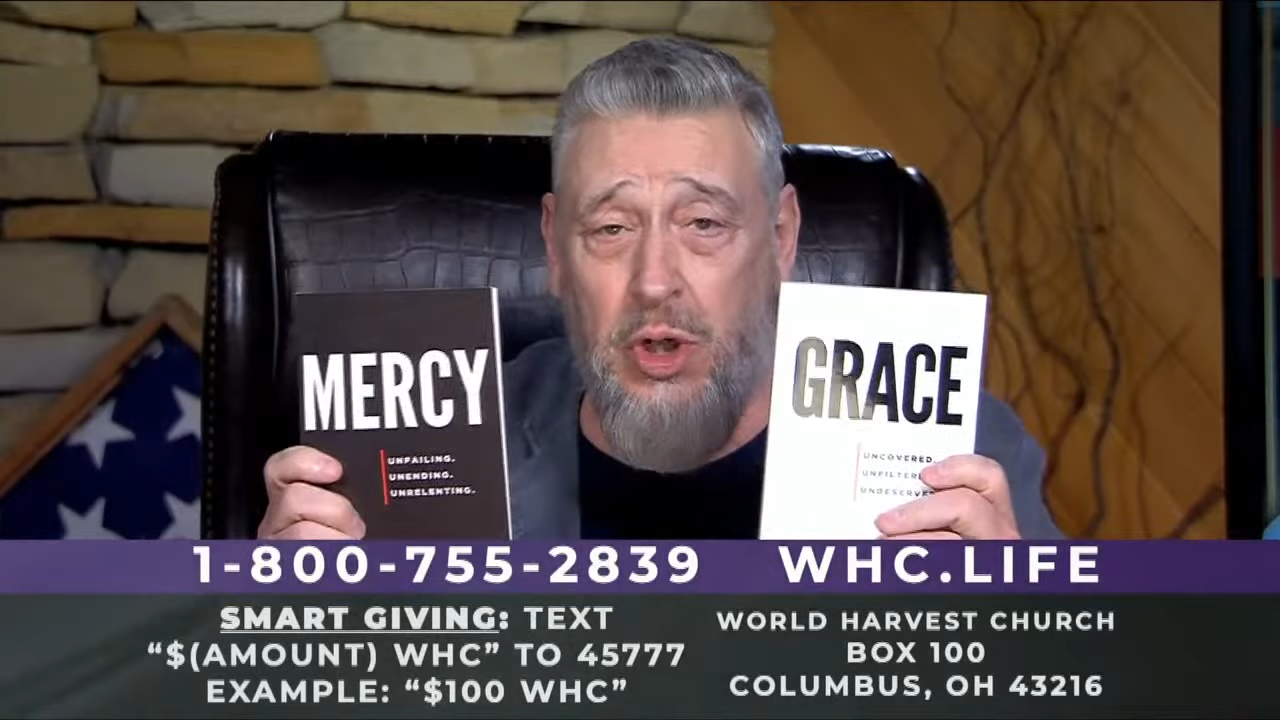 MERCY
UNFAILING.
UNENDING.
UNRELENTING.
GRACE
UNCOVERED.
1-800-755-2839 WHC.LIFE
SMART GIVING: TEXT
“$(AMOUNT) WHC” TO 45777
EXAMPLE: “$100 WHC”
WORLD HARVEST CHURCH
BOX 100
COLUMBUS, OH 43216